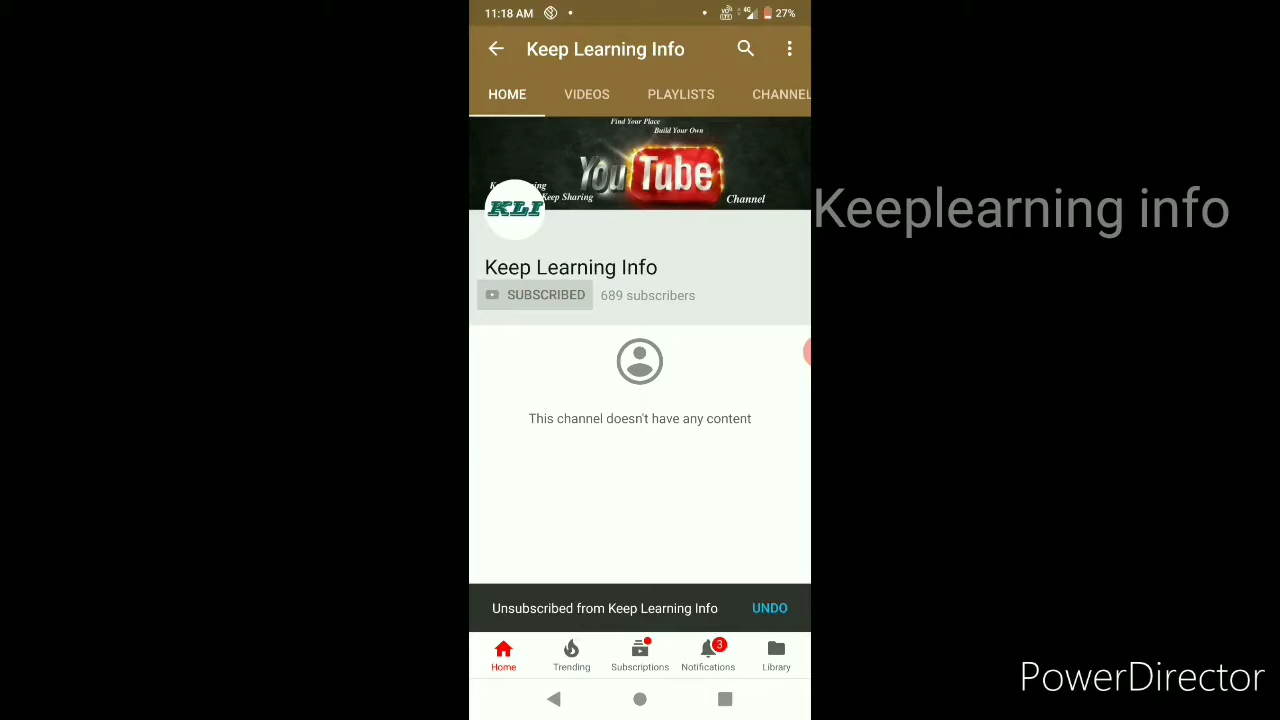 11:18 AM
4G
27%
Keep Learning Info
HOME
VIDEOS
PLAYLISTS
CHANNEL
Find Your Place
Build Your Own
YouTube
Keep Sharing
Channel
KLI
Keep Learning Info
SUBSCRIBED
689 subscribers
This channel doesn't have any content
Unsubscribed from Keep Learning Info
UNDO
Home
Trending
Subscriptions
3
Notifications
Library
Keeplearning info
PowerDirector